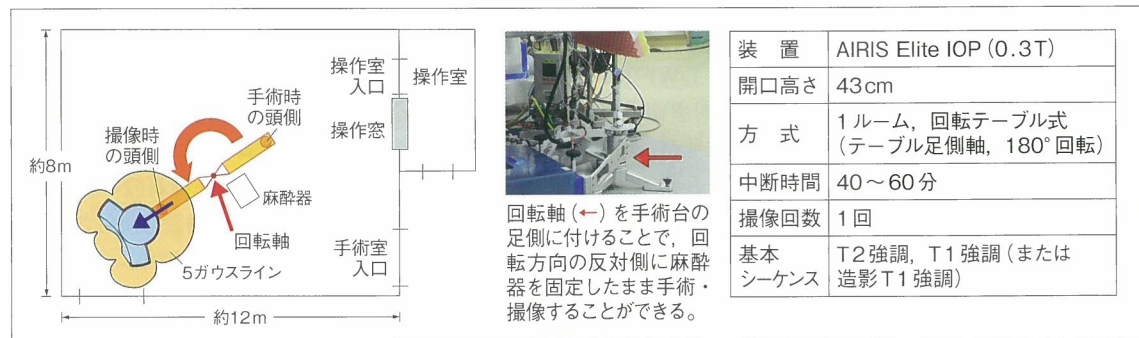 約8m
約12m
操作室
入口
操作室
操作窓
手術時
の頭側
撮像時
の頭側
麻酔器
回転軸
5ガウスライン
手術室
入口
回転軸(←)を手術台の
足側に付けることで，回
転方向の反対側に麻酔
器を固定したまま手術・
撮像することができる。
装　置　AIRIS Elite IOP(0.3T)
開口高さ　43cm
方　式　1ルーム，回転テーブル式
(テーブル足側軸，180°回転)
中断時間　40～60分
撮像回数　1回
基本
シーケンス
T2強調，T1強調(または
造影T1強調)